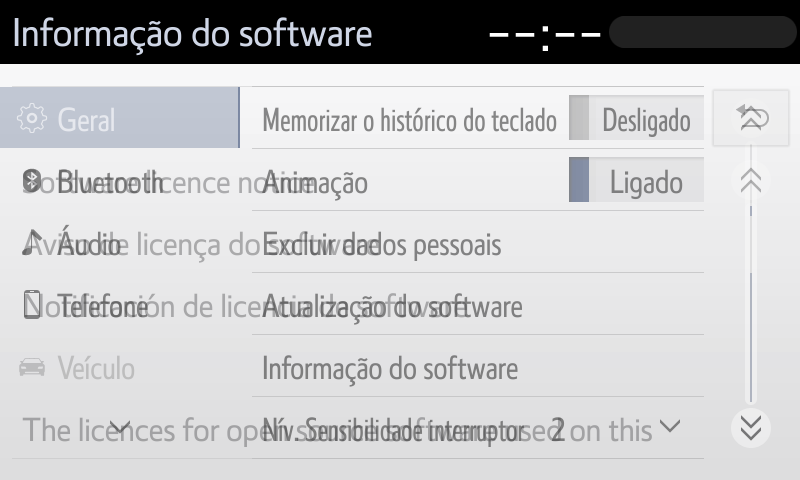 Informação do software --:--
Geral
Memorizar o histórico do teclado Desligado
Bluetooth
Software licence notice
Animação Ligado
Áudio
Aviso de licença do software
Excluir dados pessoais
Telefone
Notificación de licencia de software
Atualização do software
Veículo
Informação do software
The licences for open source software used on this
Nív. Sensibilidade interruptor 2